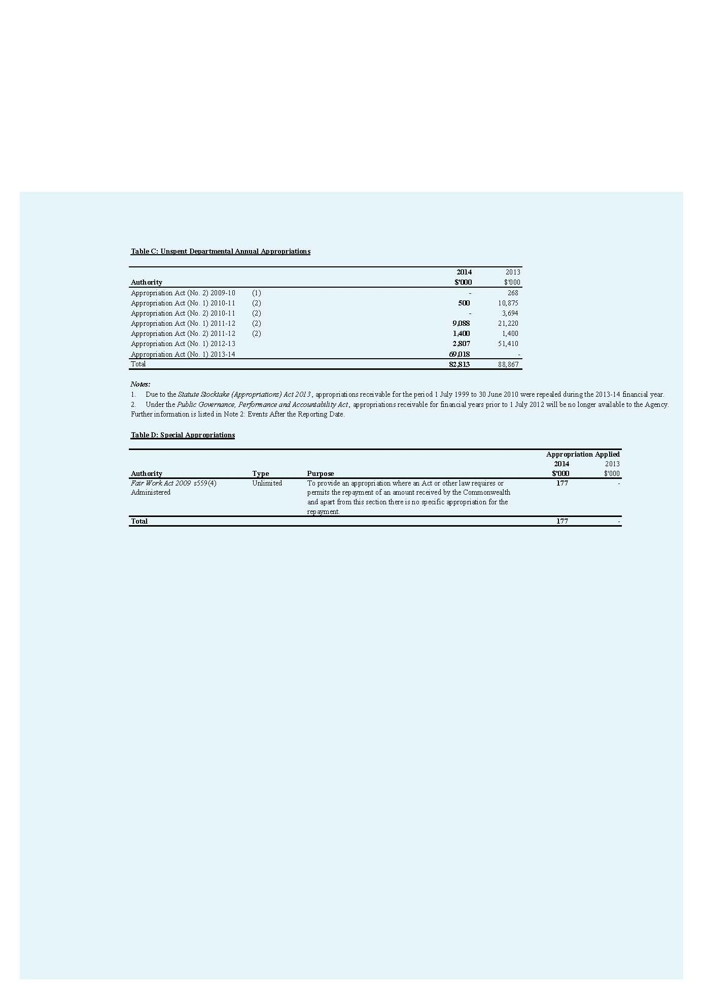 Table C: Unspent Departmental Annual Appropriations
2014 2013
Authority $'000 $'000
Appropriation Act (No. 2) 2009-10 (1) - 268
Appropriation Act (No. 1) 2010-11 (2) 500 10,875
Appropriation Act (No. 2) 2010-11 (2) - 3,694
Appropriation Act (No. 1) 2011-12 (2) 9,088 21,220
Appropriation Act (No. 2) 2011-12 (2) 1,400 1,400
Appropriation Act (No. 1) 2012-13 2,807 51,410
Appropriation Act (No. 1) 2013-14 69,018 -
Total 82,813 88,867
Notes:
1. Due to the Statute Stocktake (Appropriations) Act 2013, appropriations receivable for the period 1 July 1999 to 30 June 2010 were repealed during the 2013-14 financial year.
2. Under the Public Governance, Performance and Accountability Act, appropriations receivable for financial years prior to 1 July 2012 will be no longer available to the Agency.
Further information is listed in Note 2: Events After the Reporting Date.
Table D: Special Appropriations
Appropriation Applied
2014 2013
Authority Type Purpose $'000 $'000
Fair Work Act 2009 s559(4) Unlimited To provide an appropriation where an Act or other law requires or 177 -
Administered permits the repayment of an amount received by the Commonwealth
and apart from this section there is no specific appropriation for the
repayment.
Total 177 -